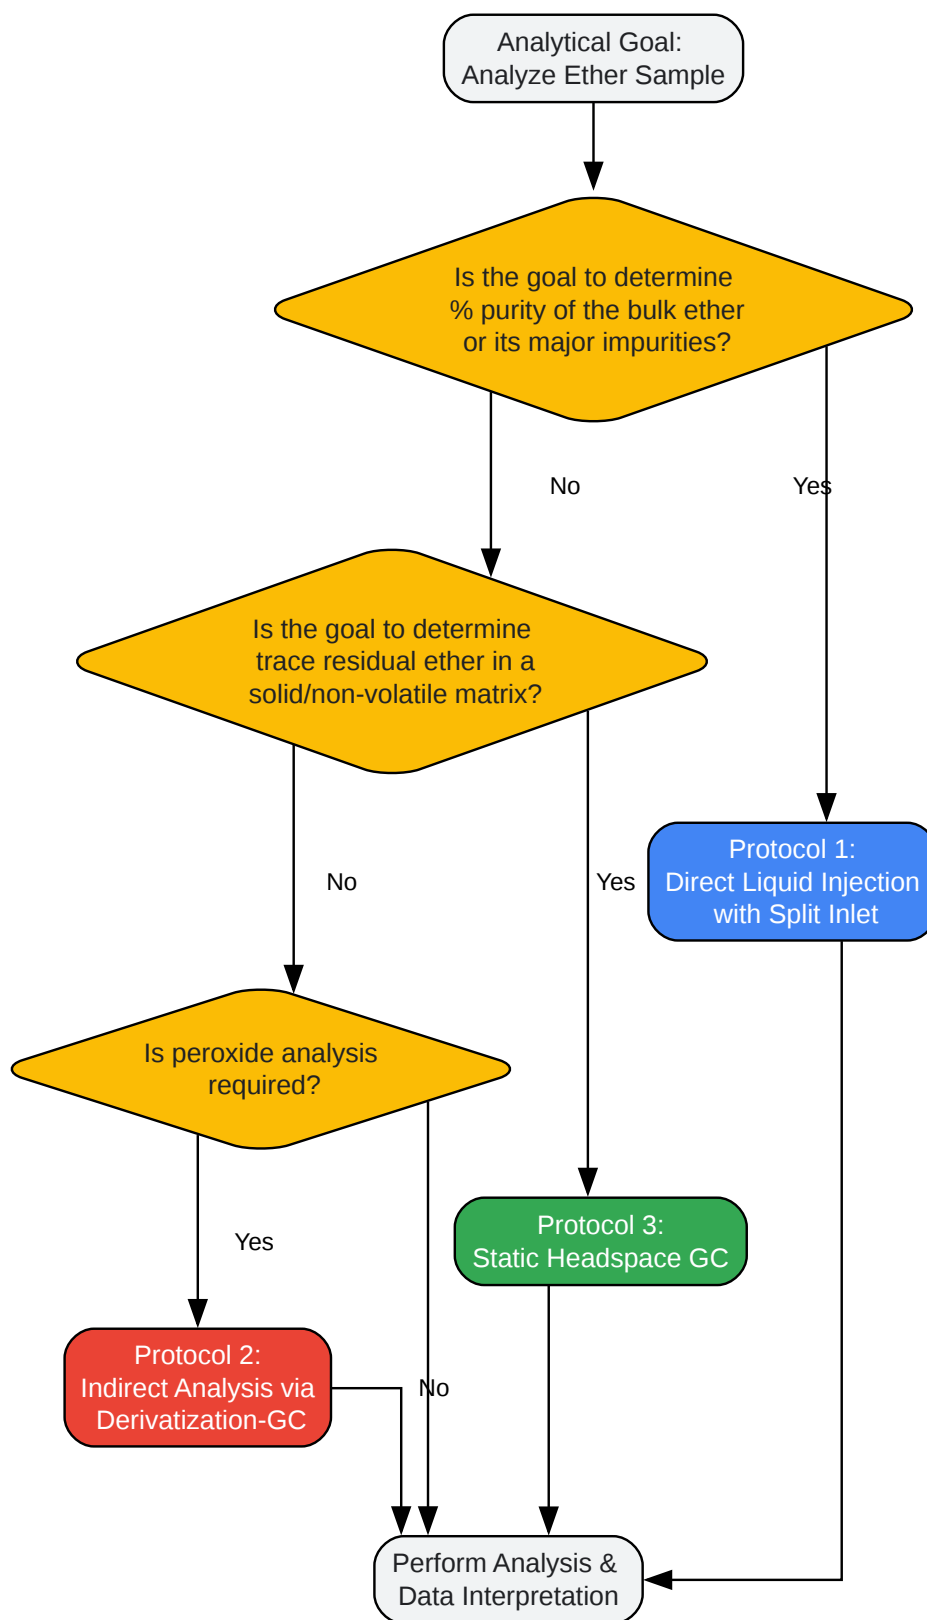 Analytical Goal:
Analyze Ether Sample
Is the goal to determine
% purity of the bulk ether
or its major impurities?
No
Yes
Is the goal to determine
trace residual ether in a
solid/non-volatile matrix?
Protocol 1:
Direct Liquid Injection
with Split Inlet
No
Yes
Is peroxide analysis
required?
Yes
Protocol 3:
Static Headspace GC
Protocol 2:
Indirect Analysis via
Derivatization-GC
No
Perform Analysis &
Data Interpretation